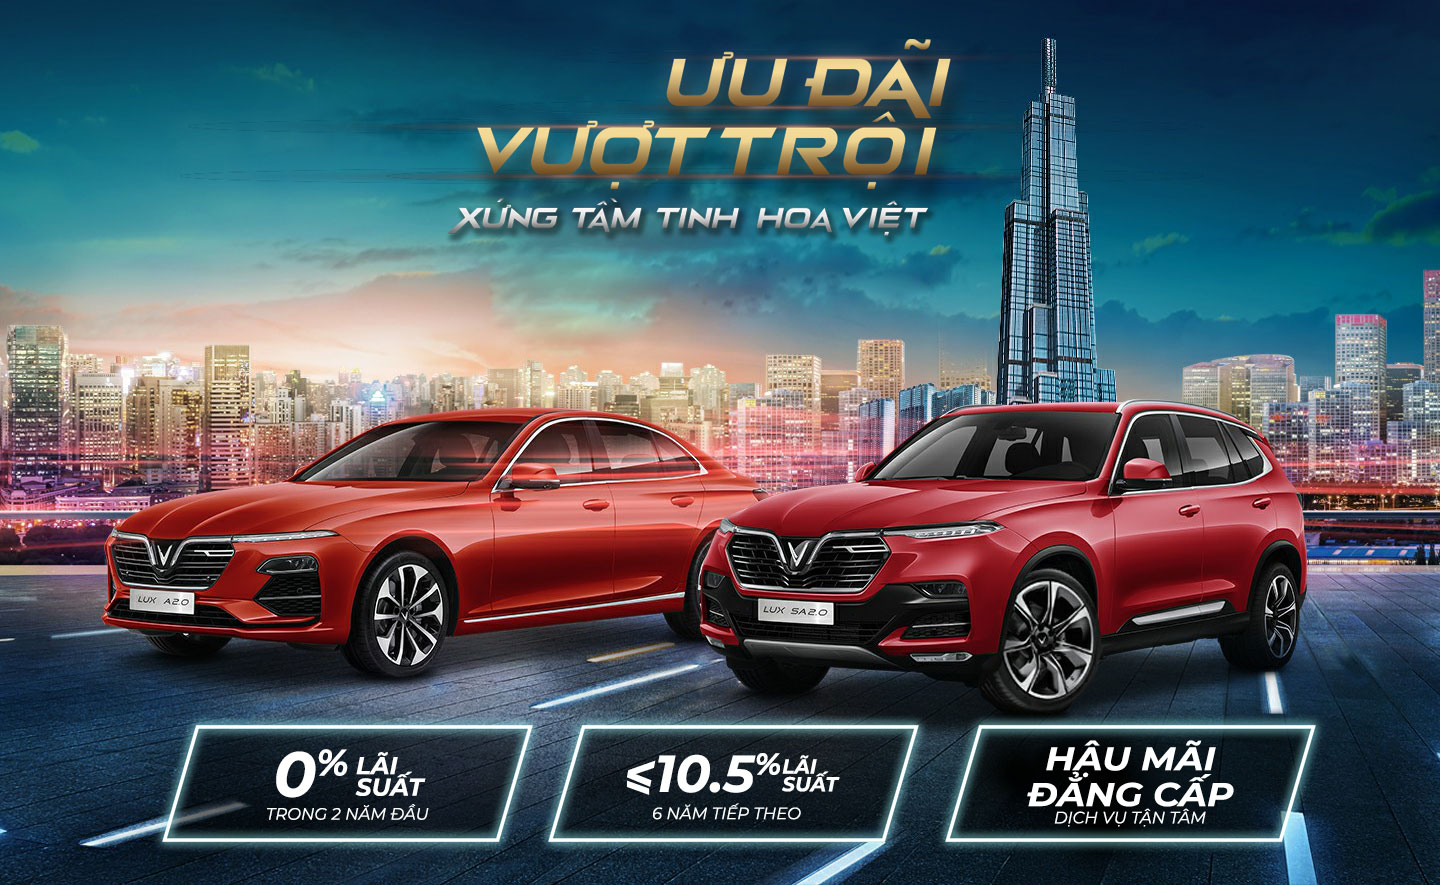 ƯU ĐÃI
VƯỢT TRỘI
XỨNG TẦM TINH HOA VIỆT
LUX A2.0
LUX SA2.0
0% LÃI
SUẤT
TRONG 2 NĂM ĐẦU
≤10.5% LÃI
SUẤT
6 NĂM TIẾP THEO
HẬU MÃI
ĐẲNG CẤP
DỊCH VỤ TẬN TÂM